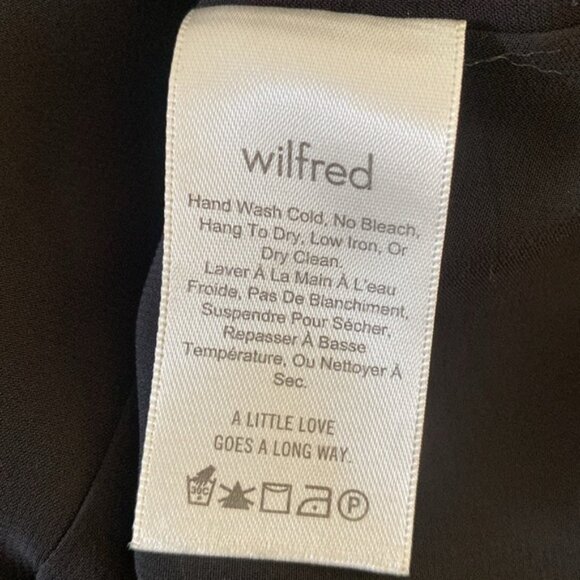 wilfred
Hand Wash Cold, No Bleach,
Hang To Dry, Low Iron, Or
Dry Clean.
Laver À La Main À L'eau
Froide, Pas De Blanchiment,
Suspendre Pour Sécher,
Repasser À Basse
Température, Ou Nettoyer À
Sec.
A LITTLE LOVE
GOES A LONG WAY.
30C P